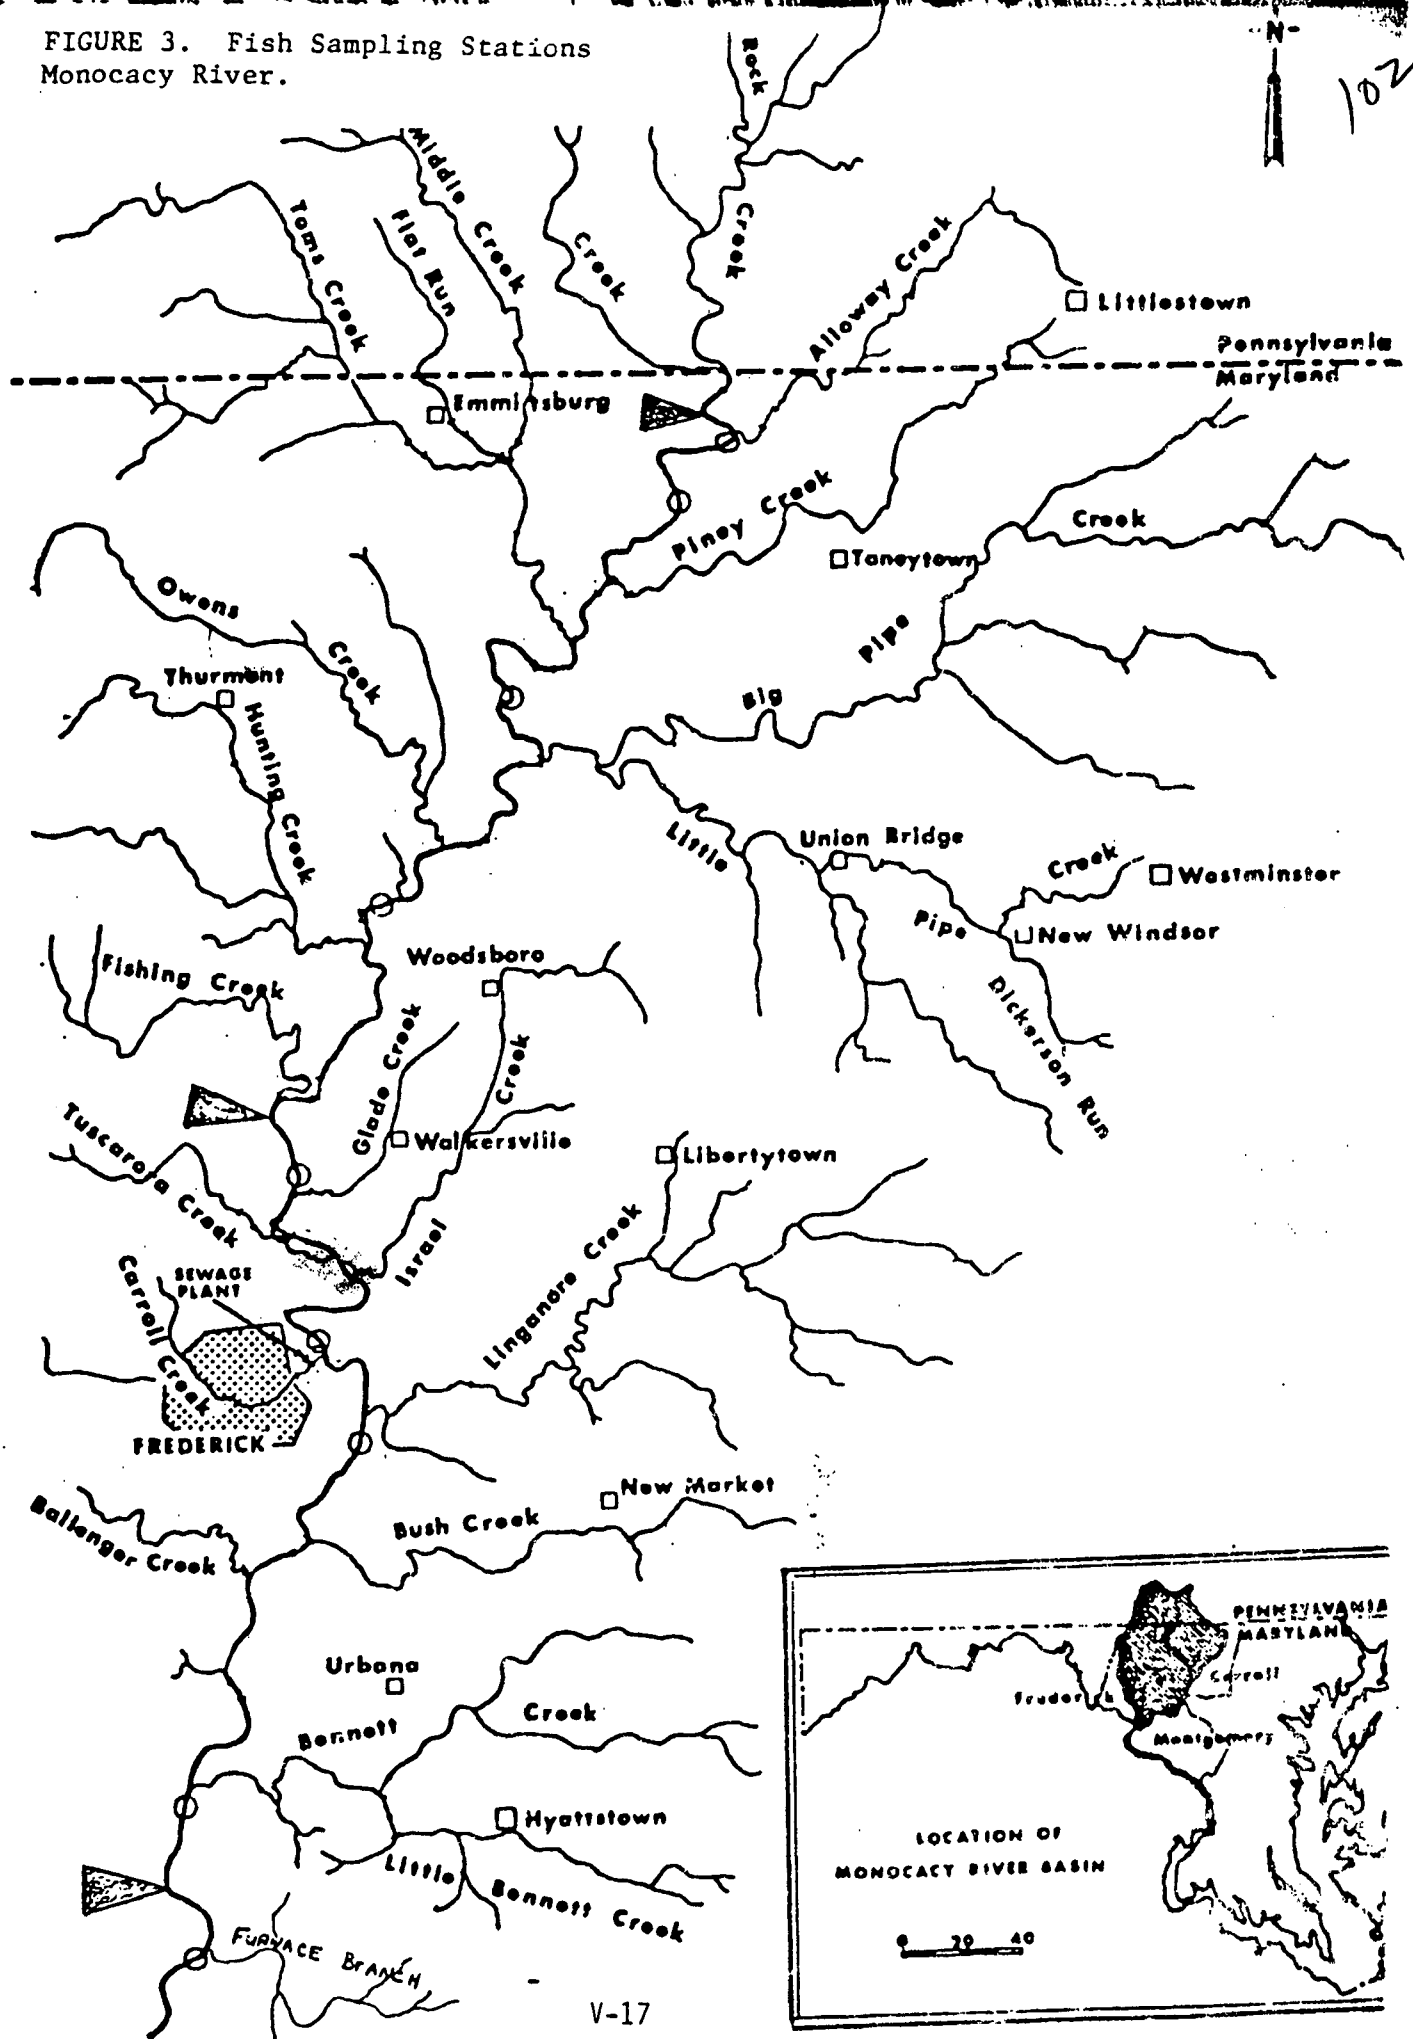 FIGURE 3. Fish Sampling Stations
Monocacy River.
N
102
Rock
Creek
Middle Creek
Toms Creek
Flat Run
Creek
Alloway Creek
Littlestown
Pennsylvania
Maryland
Emmitsburg
Piney Creek
Creek
Taneytown
Owens
Creek
Pipe
Thurmont
Big
Hunting Creek
Little
Union Bridge
Creek
Westminster
Pipe
New Windsor
Woodsboro
Fishing Creek
Dickerson Run
Glade Creek
Creek
Tuscarora Creek
Walkersville
Libertytown
Israel
Carroll Creek
SEWAGE
PLANT
Linganore Creek
FREDERICK
New Market
Ballenger Creek
Bush Creek
Urbana
Bennett
Creek
Hyattstown
Little Bennett Creek
FURNACE BRANCH
PENNSYLVANIA
MARYLAND
Carroll
Frederick
Montgomery
LOCATION OF
MONOCACY RIVER BASIN
0 20 40
V-17